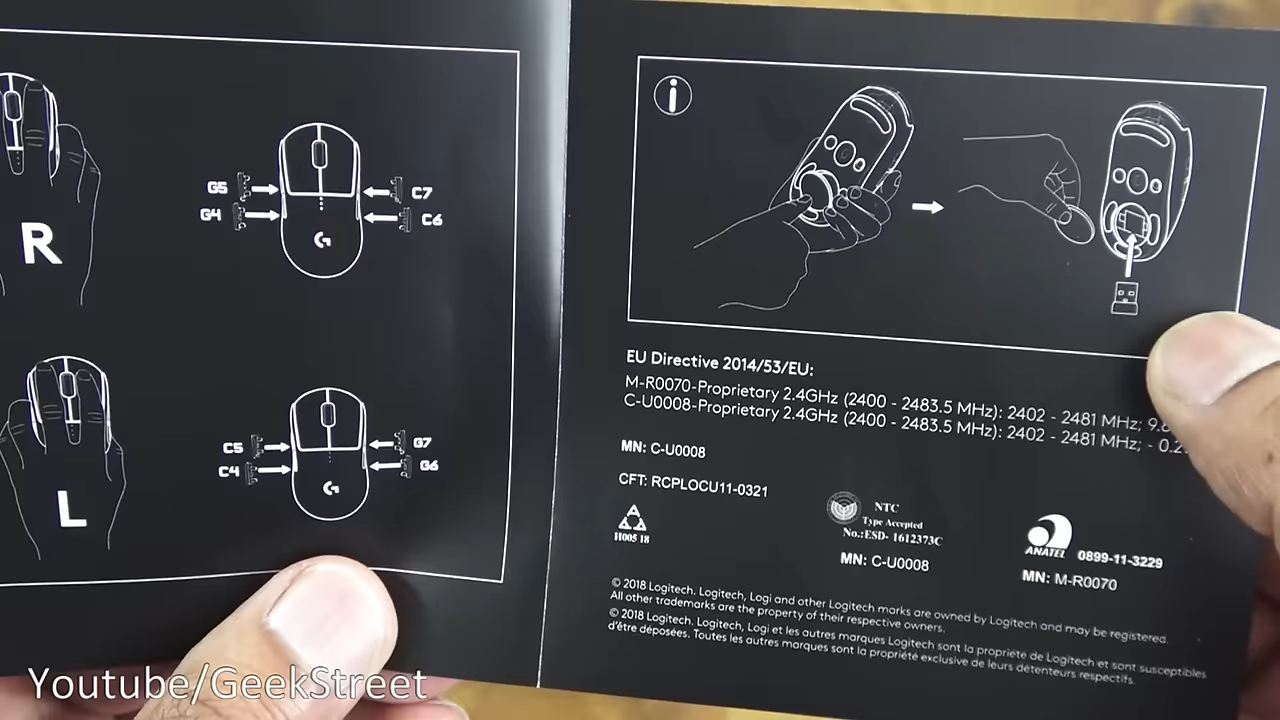 R
G5
C7
G4
C6
L
C5
G7
C4
G6
EU Directive 2014/53/EU:
M-R0070-Proprietary 2.4GHz (2400 - 2483.5 MHz): 2402 - 2481 MHz;
C-U0008-Proprietary 2.4GHz (2400 - 2483.5 MHz): 2402 - 2481 MHz; -
MN: C-U0008
CFT: RCPLOCU11-0321
H005 18
NTC
Type Accepted
No.:ESD- 1612373C
MN: C-U0008
ANATEL 0899-11-3229
MN: M-R0070
© 2018 Logitech. Logitech, Logi and other Logitech marks are owned by Logitech and may be registered.
All other trademarks are the property of their respective owners.
© 2018 Logitech. Logitech, Logi et les autres marques Logitech sont la propriété de Logitech et sont susceptibles
d'être déposées. Toutes les autres marques sont la propriété exclusive de leurs détenteurs respectifs.
Youtube/GeekStreet